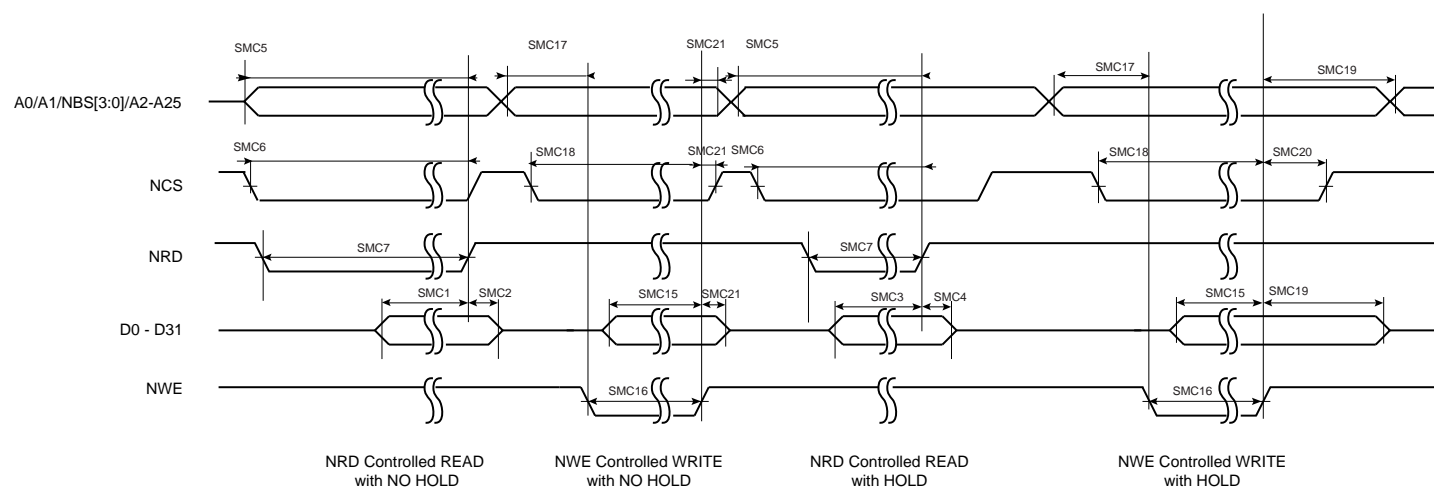 SMC5
SMC17
SMC21
SMC5
SMC17
SMC19
A0/A1/NBS[3:0]/A2-A25
SMC6
SMC18
SMC21
SMC6
SMC18
SMC20
NCS
SMC7
SMC7
NRD
SMC1
SMC2
SMC15
SMC21
SMC3
SMC4
SMC15
SMC19
D0 - D31
NWE
SMC16
SMC16
NRD Controlled READ
with NO HOLD
NWE Controlled WRITE
with NO HOLD
NRD Controlled READ
with HOLD
NWE Controlled WRITE
with HOLD